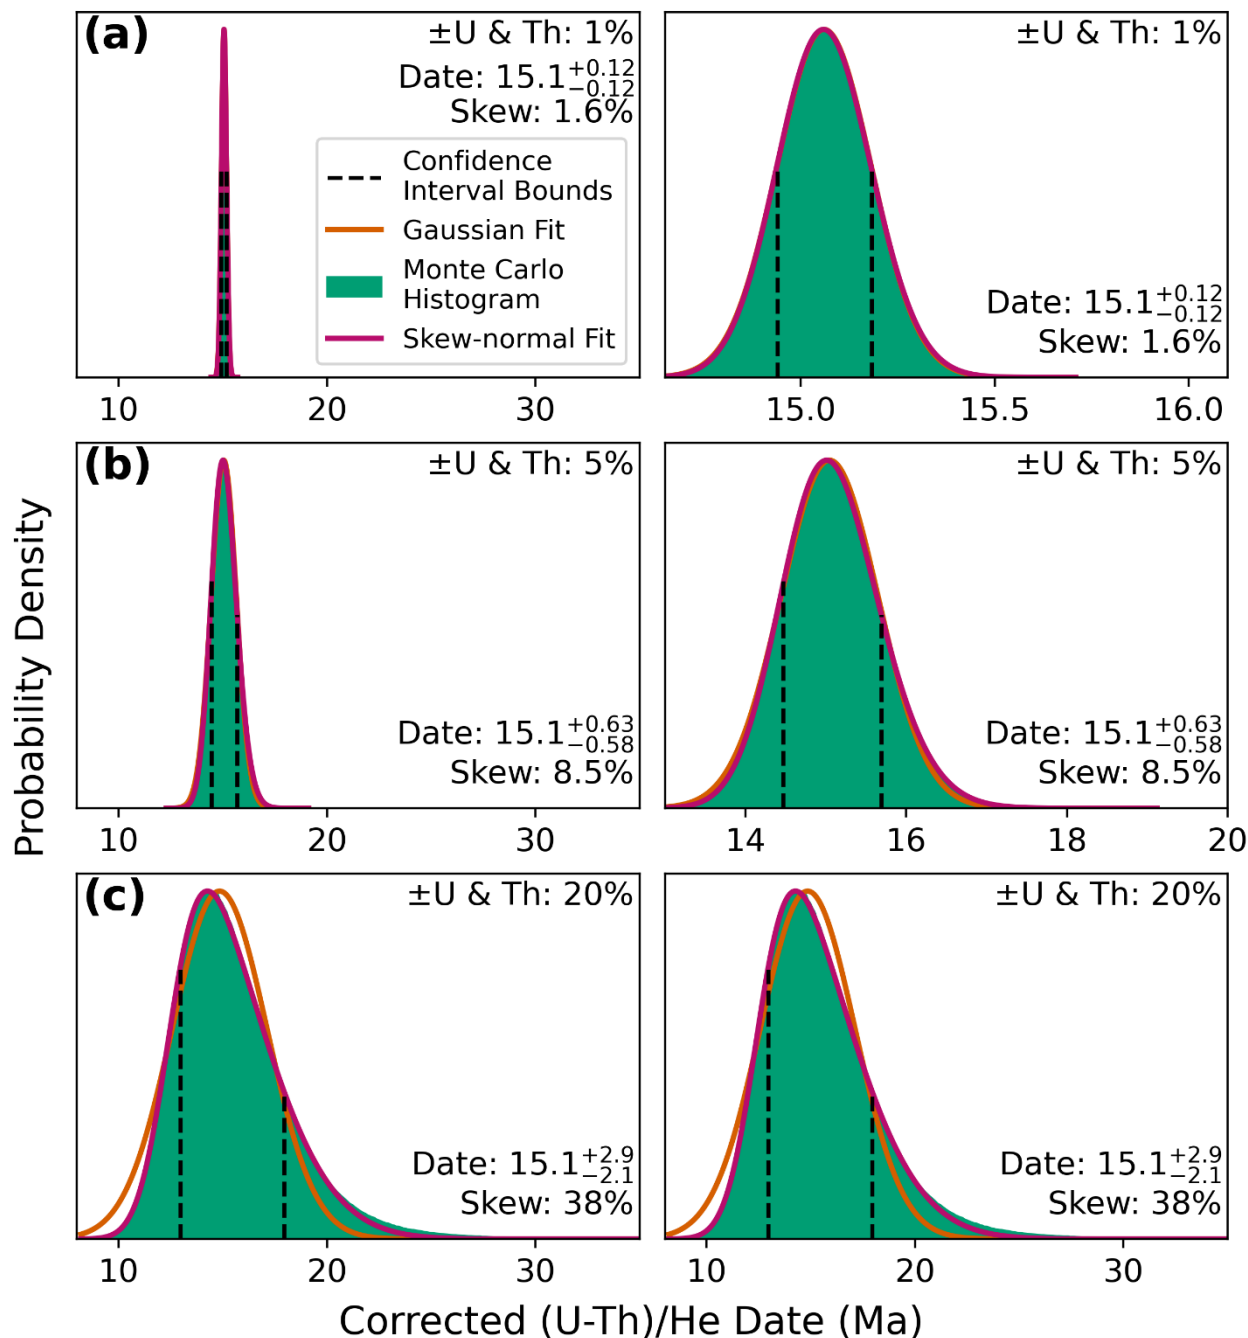 (a)
±U & Th: 1%
Date: 15.1 +0.12 −0.12
Skew: 1.6%
Confidence
Interval Bounds
Gaussian Fit
Monte Carlo
Histogram
Skew-normal Fit
10 20 30
±U & Th: 1%
Date: 15.1 +0.12 −0.12
Skew: 1.6%
15.0 15.5 16.0
(b)
±U & Th: 5%
Date: 15.1 +0.63 −0.58
Skew: 8.5%
10 20 30
±U & Th: 5%
Date: 15.1 +0.63 −0.58
Skew: 8.5%
14 16 18 20
(c)
±U & Th: 20%
Date: 15.1 +2.9 −2.1
Skew: 38%
10 20 30
±U & Th: 20%
Date: 15.1 +2.9 −2.1
Skew: 38%
10 20 30
Probability Density
Corrected (U-Th)/He Date (Ma)